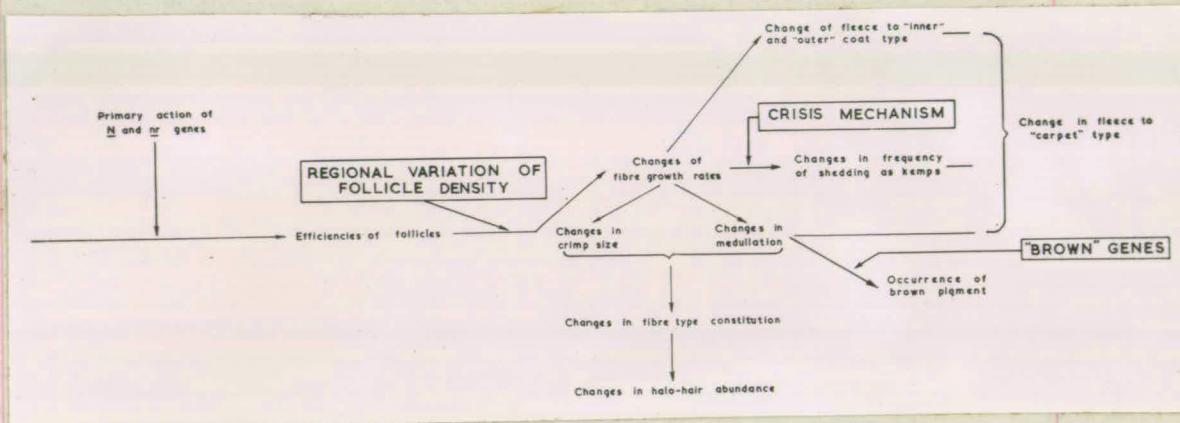 Change of fleece to "inner"
and "outer" coat type
Primary action of
N and nr genes
CRISIS MECHANISM
Change in fleece to
"carpet" type
REGIONAL VARIATION OF
FOLLICLE DENSITY
Changes of
fibre growth rates
Changes in frequency
of shedding as kemps
Efficiencies of follicles
Changes in
crimp size
Changes in
medullation
"BROWN" GENES
Occurrence of
brown pigment
Changes in fibre type constitution
Changes in halo-hair abundance